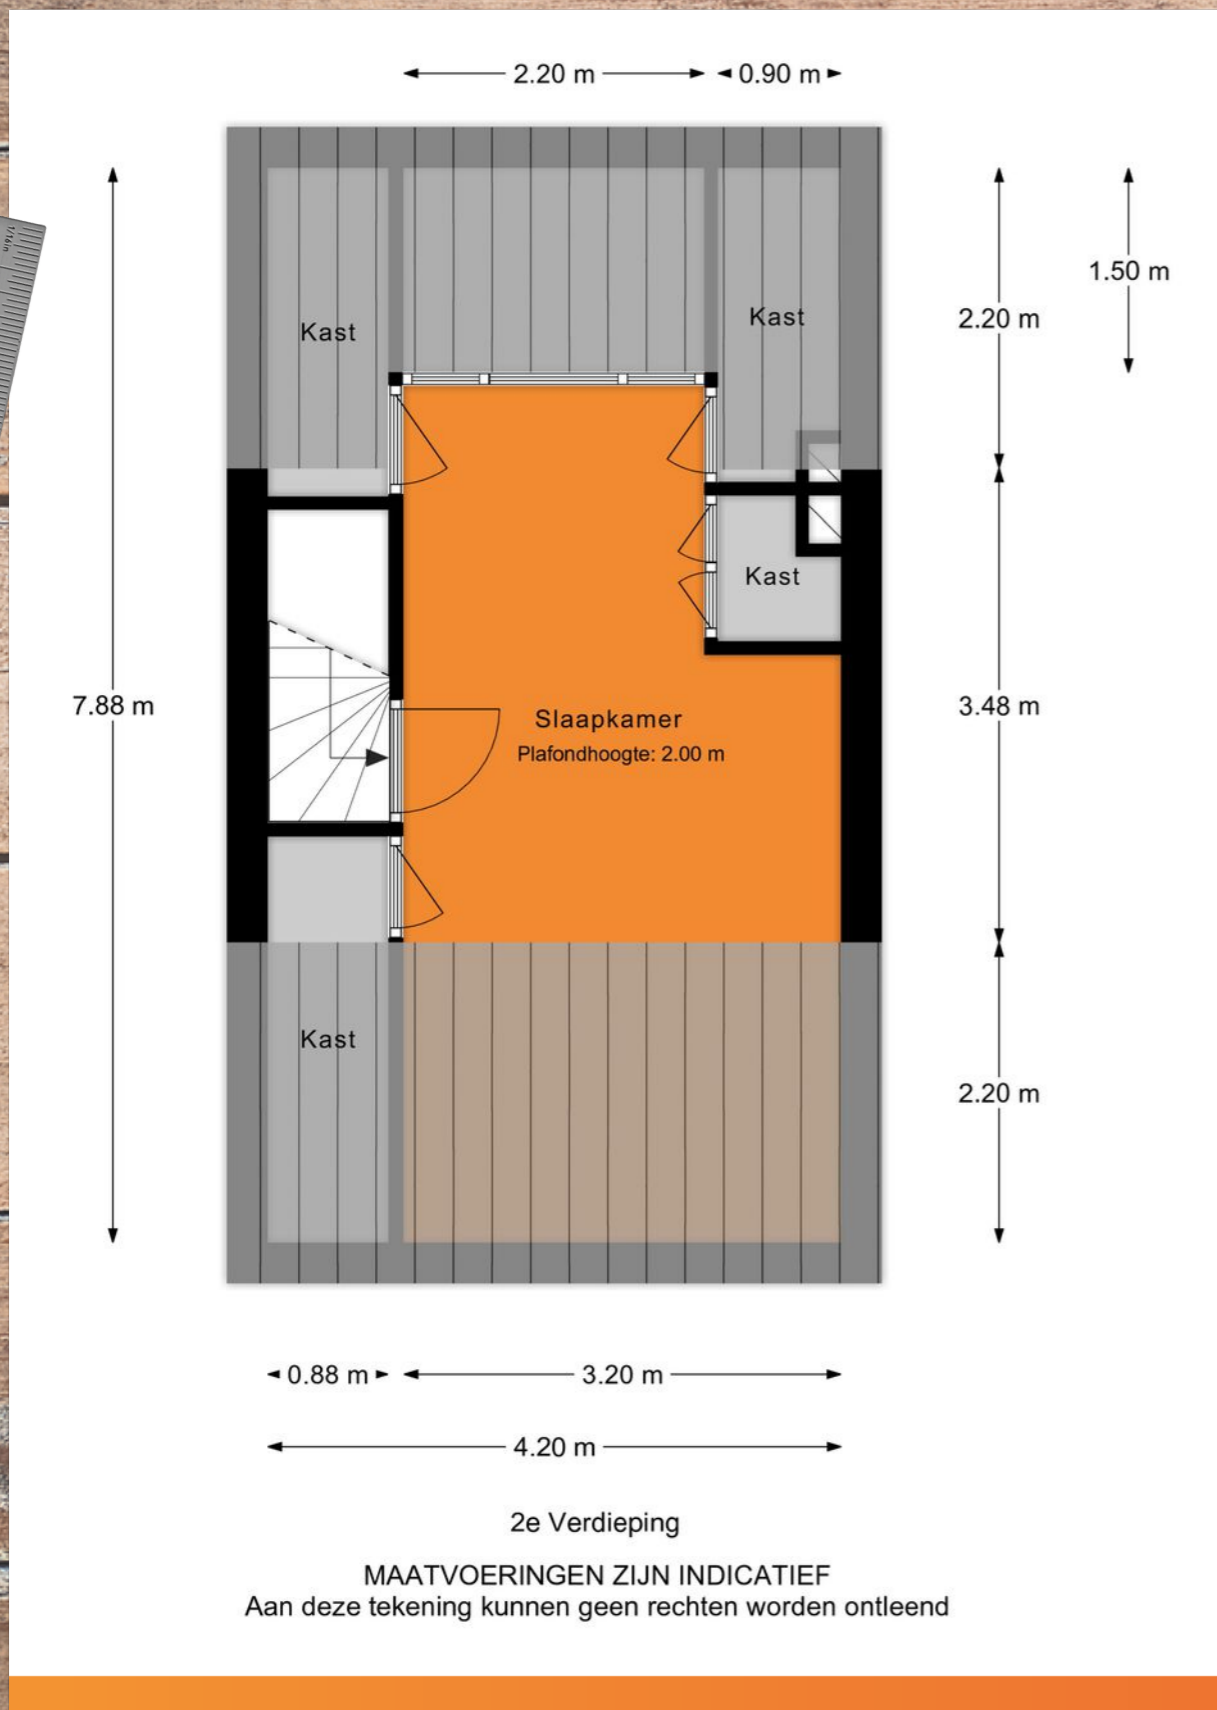 2.20 m
0.90 m
1/16in
1.50 m
2.20 m
Kast
Kast
Kast
7.88 m
3.48 m
Slaapkamer
Plafondhoogte: 2.00 m
Kast
2.20 m
0.88 m
3.20 m
4.20 m
2e Verdieping
MAATVOERINGEN ZIJN INDICATIEF
Aan deze tekening kunnen geen rechten worden ontleend